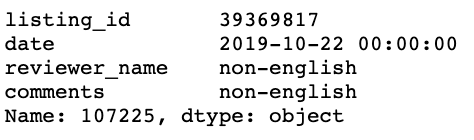 listing_id 39369817
date 2019-10-22 00:00:00
reviewer_name non-english
comments non-english
Name: 107225, dtype: object